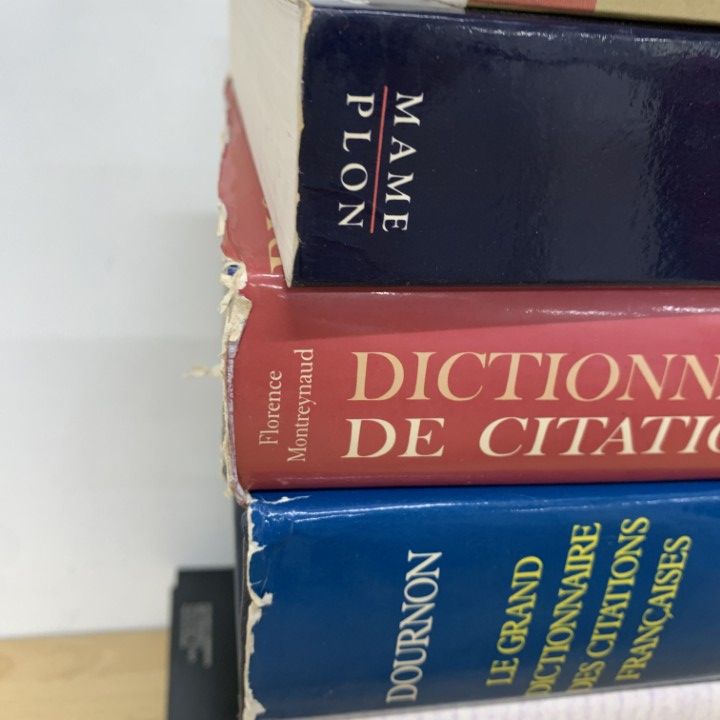 MAME
PLON
Florence
Montreynaud
DICTIONN
DE CITATIO
DOURNON
LE GRAND
DICTIONNAIRE
DES CITATIONS
FRANÇAISES